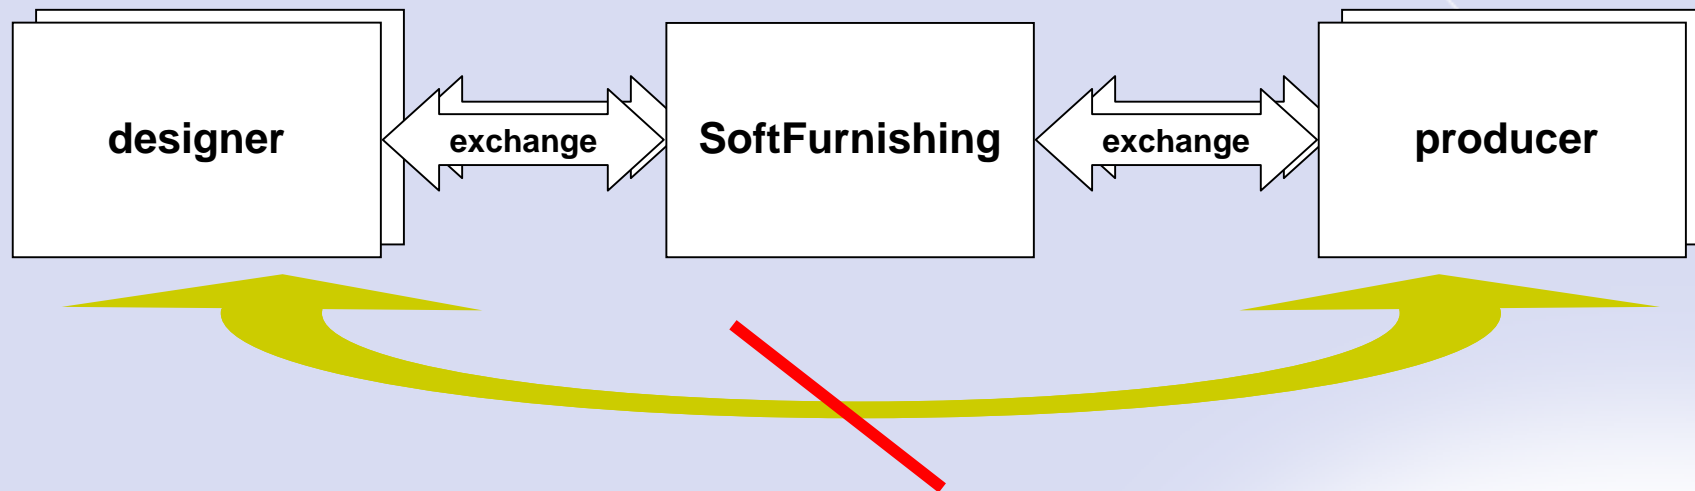 designer
exchange
SoftFurnishing
exchange
producer